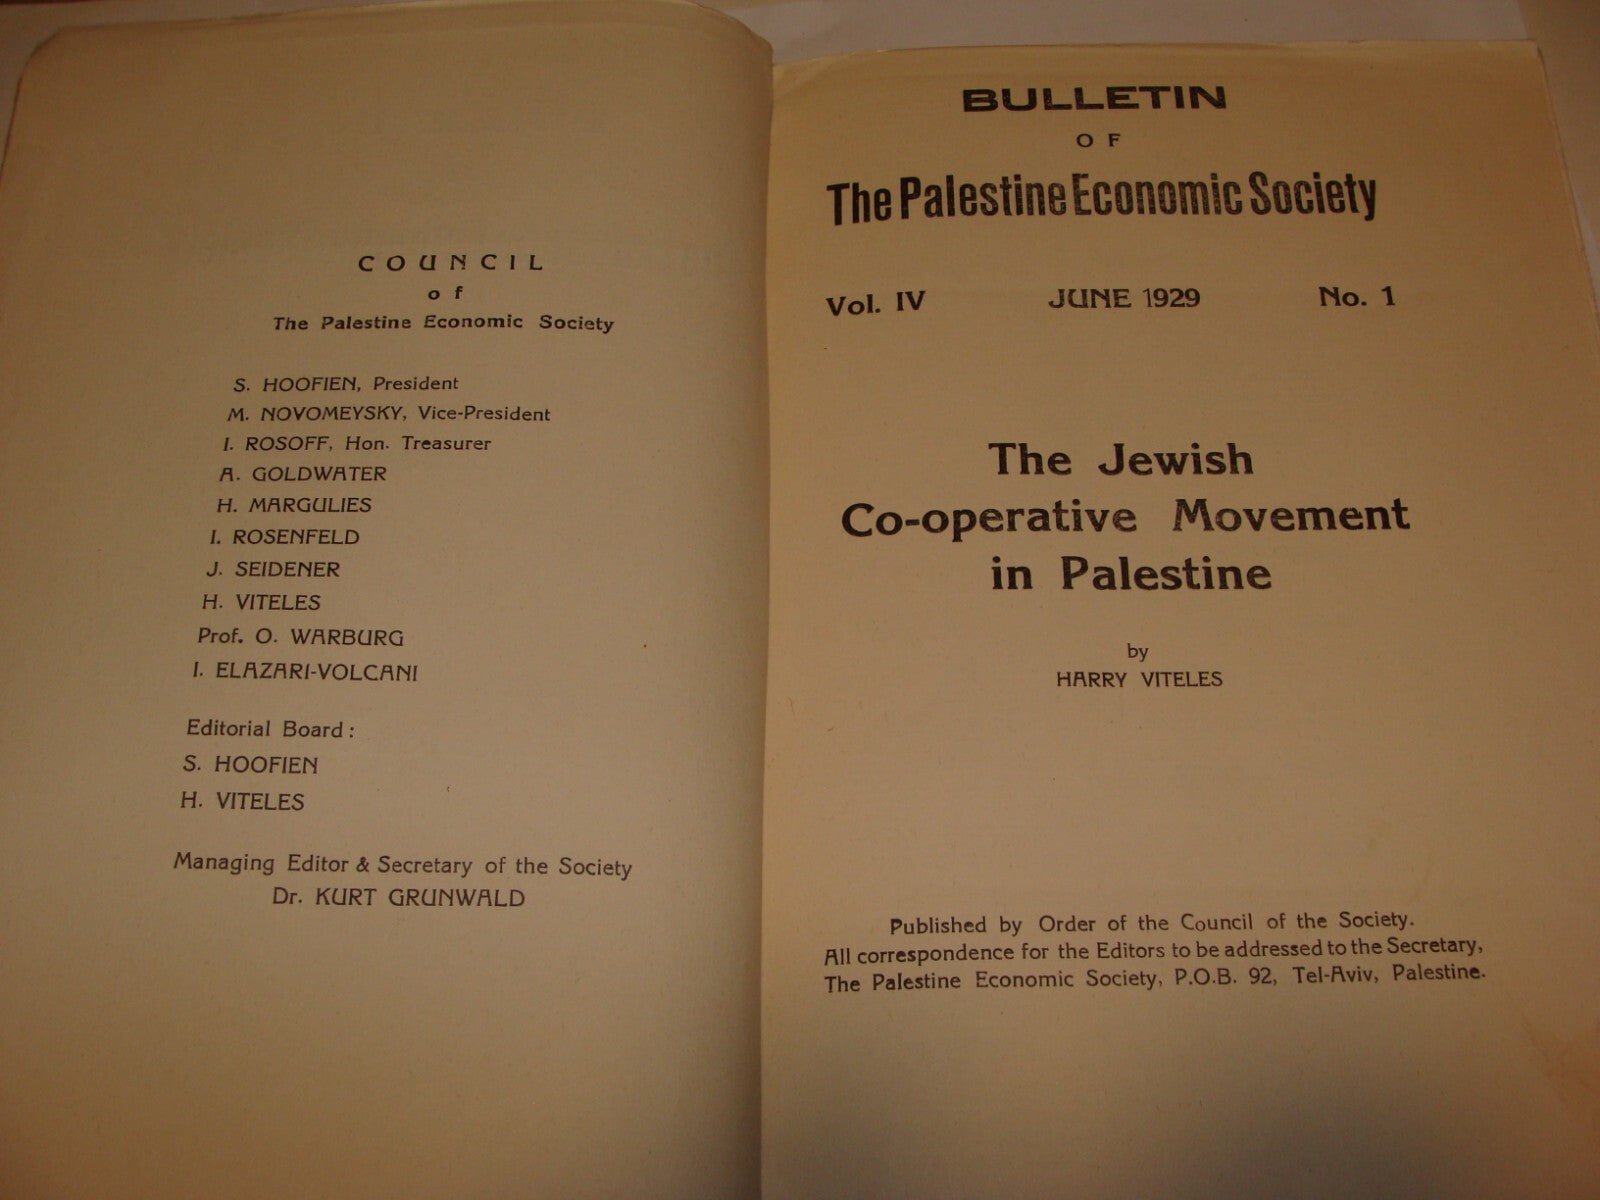 COUNCIL
of
The Palestine Economic Society
S. HOOFIEN, President
M. NOVOMEYSKY, Vice-President
I. ROSOFF, Hon. Treasurer
A. GOLDWATER
H. MARGULIES
I. ROSENFELD
J. SEIDENER
H. VITELES
Prof. O. WARBURG
I. ELAZARI-VOLCANI
Editorial Board :
S. HOOFIEN
H. VITELES
Managing Editor & Secretary of the Society
Dr. KURT GRUNWALD
BULLETIN
OF
The Palestine Economic Society
Vol. IV JUNE 1929 No. 1
The Jewish
Co-operative Movement
in Palestine
by
HARRY VITELES
Published by Order of the Council of the Society.
All correspondence for the Editors to be addressed to the Secretary,
The Palestine Economic Society, P.O.B. 92, Tel-Aviv, Palestine.